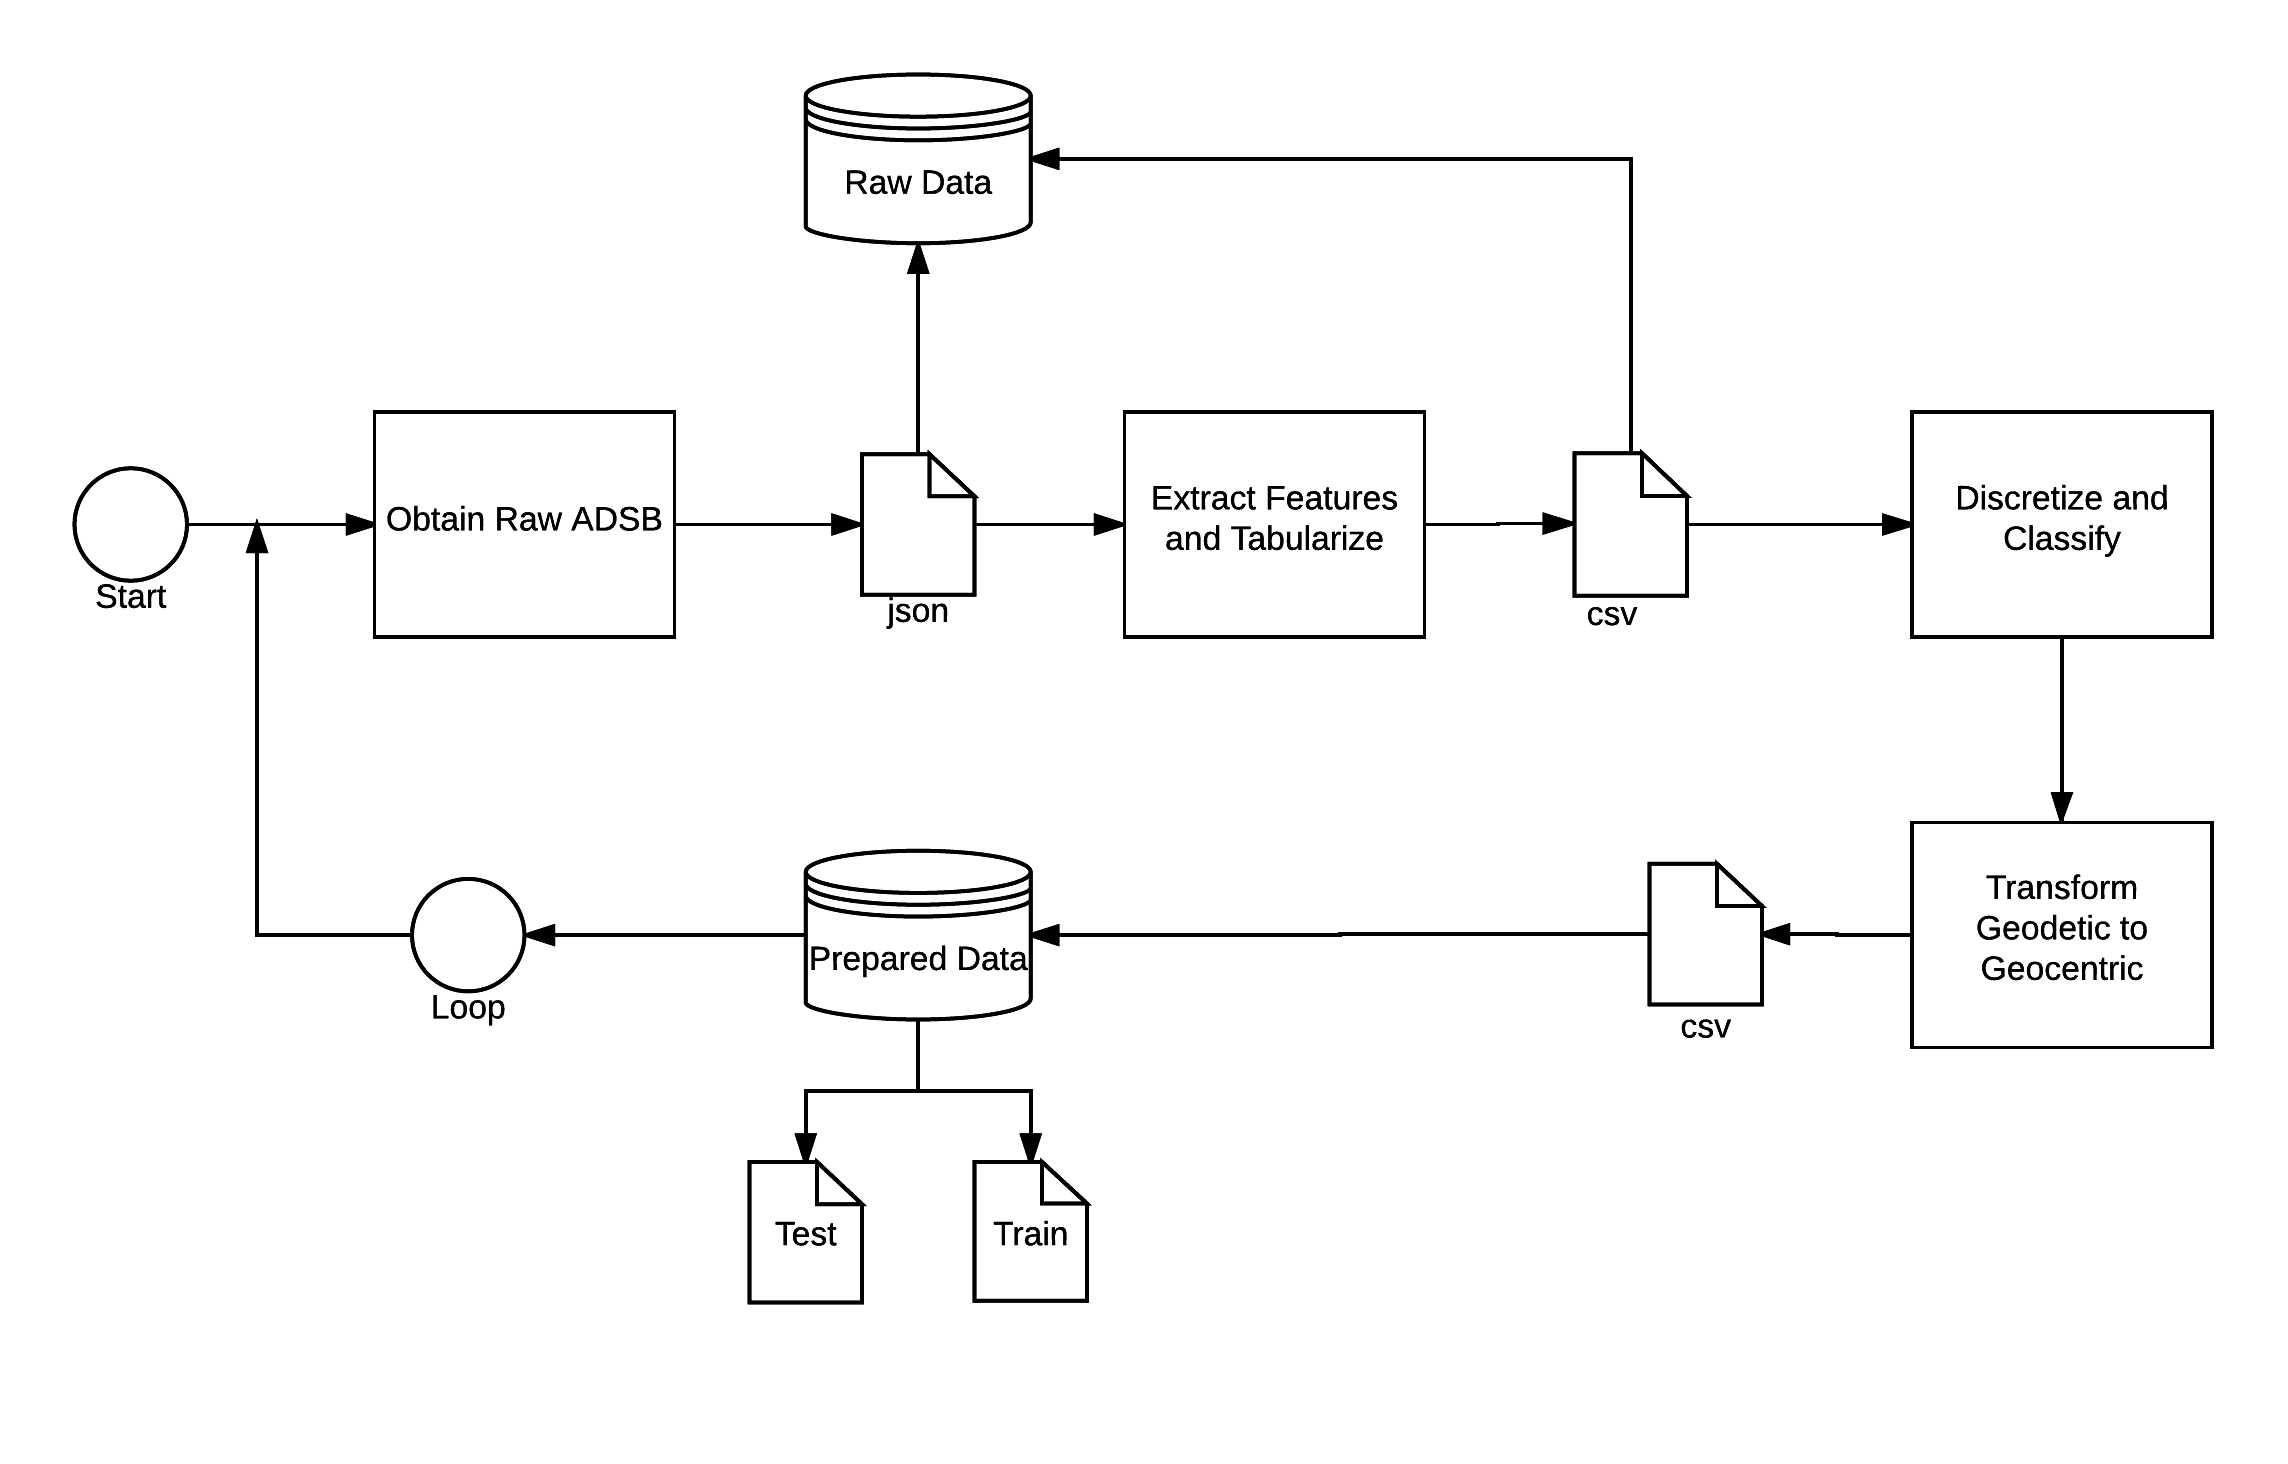 Raw Data
Obtain Raw ADSB
Extract Features
and Tabularize
Discretize and
Classify
Start
json
csv
Transform
Geodetic to
Geocentric
Prepared Data
Loop
csv
Test
Train